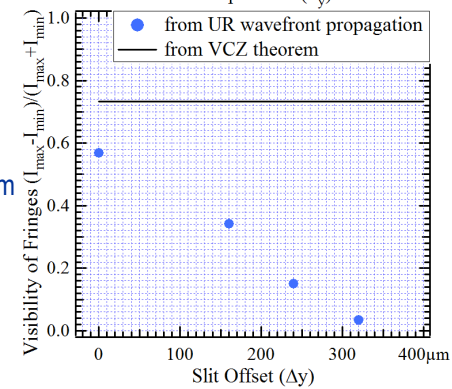 from UR wavefront propagation
from VCZ theorem
Visibility of Fringes (Imax-Imin)/(Imax+Imin)
1.0
0.8
0.6
0.4
0.2
0.0
0 100 200 300 400µm
Slit Offset (Δy)
m